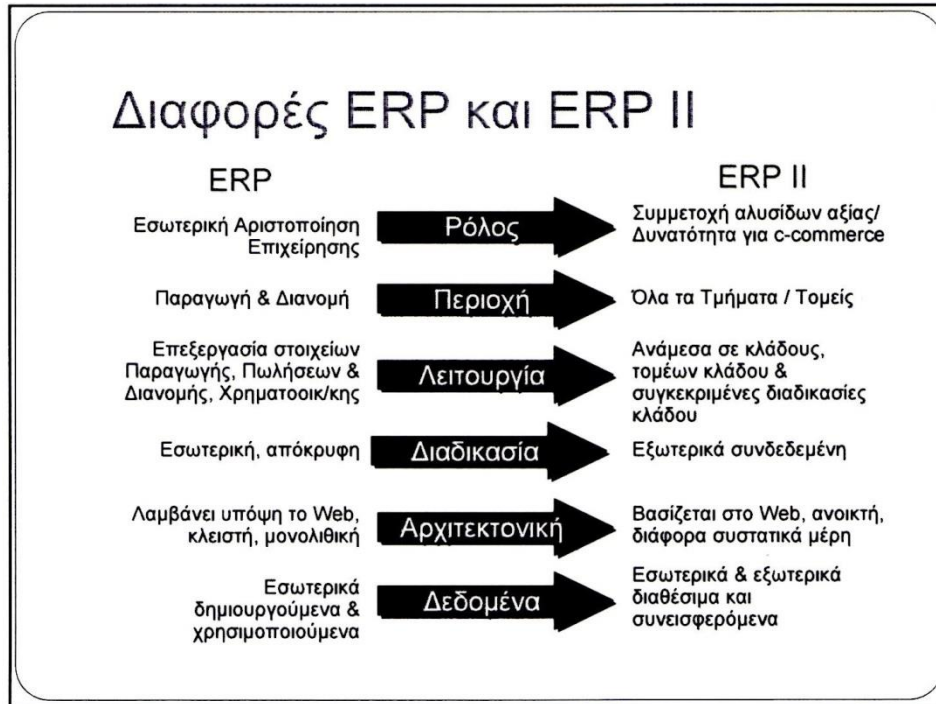 Διαφορές ERP και ERP II
ERP
ERP II
Εσωτερική Αριστοποίηση
Επιχείρησης
Ρόλος
Συμμετοχή αλυσίδων αξίας/
Δυνατότητα για c-commerce
Παραγωγή & Διανομή
Περιοχή
Όλα τα Τμήματα / Τομείς
Επεξεργασία στοιχείων
Παραγωγής, Πωλήσεων &
Διανομής, Χρηματοοικ/κης
Λειτουργία
Ανάμεσα σε κλάδους,
τομέων κλάδου &
συγκεκριμένες διαδικασίες
κλάδου
Εσωτερική, απόκρυφη
Διαδικασία
Εξωτερικά συνδεδεμένη
Λαμβάνει υπόψη το Web,
κλειστή, μονολιθική
Αρχιτεκτονική
Βασίζεται στο Web, ανοικτή,
διάφορα συστατικά μέρη
Εσωτερικά
δημιουργούμενα &
χρησιμοποιούμενα
Δεδομένα
Εσωτερικά & εξωτερικά
διαθέσιμα και
συνεισφερόμενα